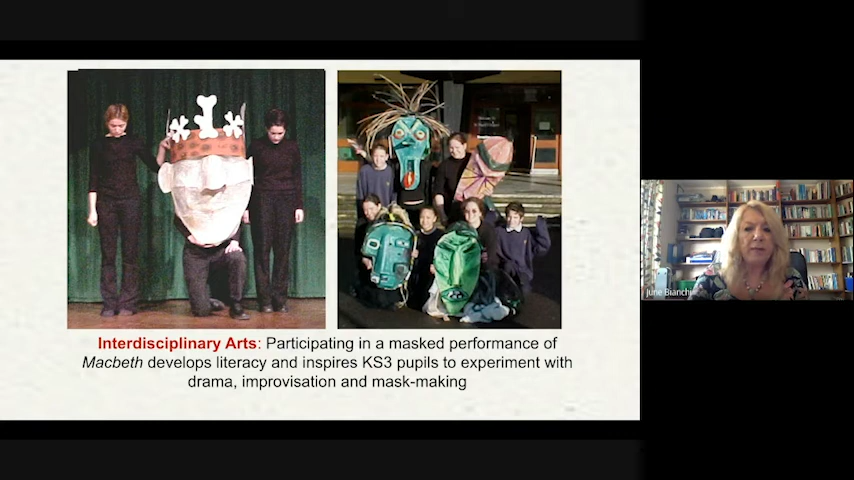 Interdisciplinary Arts: Participating in a masked performance of
Macbeth develops literacy and inspires KS3 pupils to experiment with
drama, improvisation and mask-making
June Bianchi